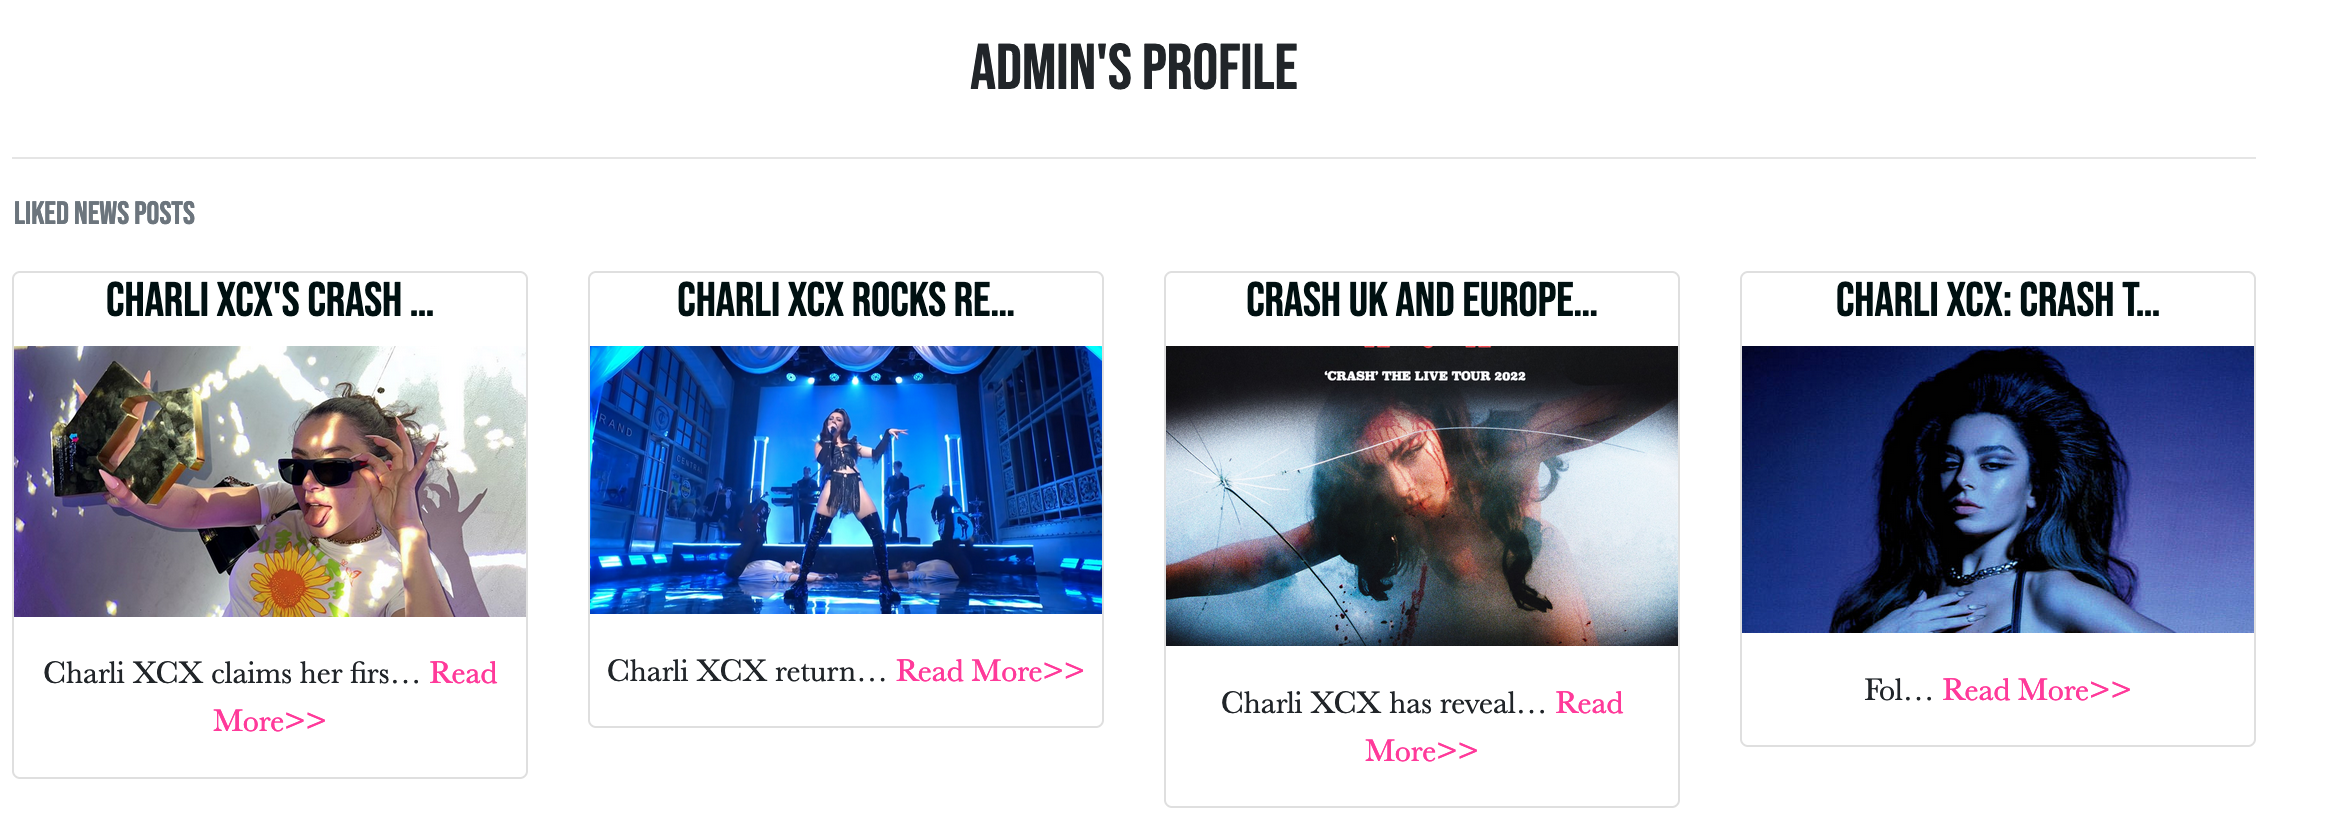 ADMIN'S PROFILE
LIKED NEWS POSTS
CHARLI XCX'S CRASH ...
Charli XCX claims her firs… Read
More>>
CHARLI XCX ROCKS RE...
RAND
CENTRAL
Charli XCX return… Read More>>
CRASH UK AND EUROPE...
‘CRASH’ THE LIVE TOUR 2022
Charli XCX has reveal… Read
More>>
CHARLI XCX: CRASH T...
Fol… Read More>>